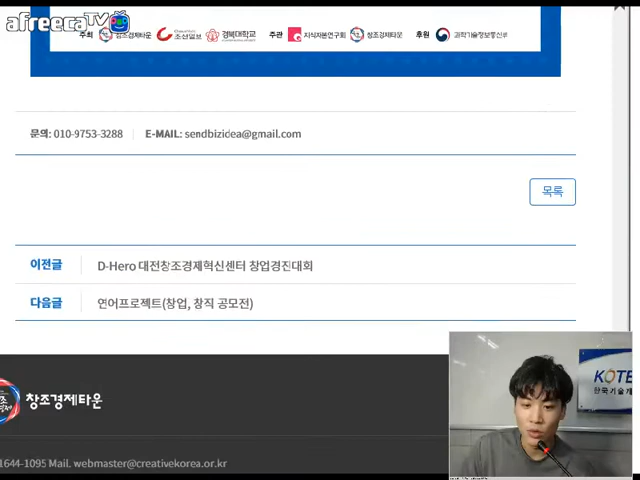 afreecaTV
주최 창조경제타운 조선일보 경북대학교 주관 지식자본연구회 창조경제타운 후원 과학기술정보통신부
문의: 010-9753-3288 E-MAIL: sendbizidea@gmail.com
목록
이전글 D-Hero 대전창조경제혁신센터 창업경진대회
다음글 연어프로젝트(창업, 창직 공모전)
KOTE
한국기술개
창조경제타운
1644-1095 Mail. webmaster@creativekorea.or.kr